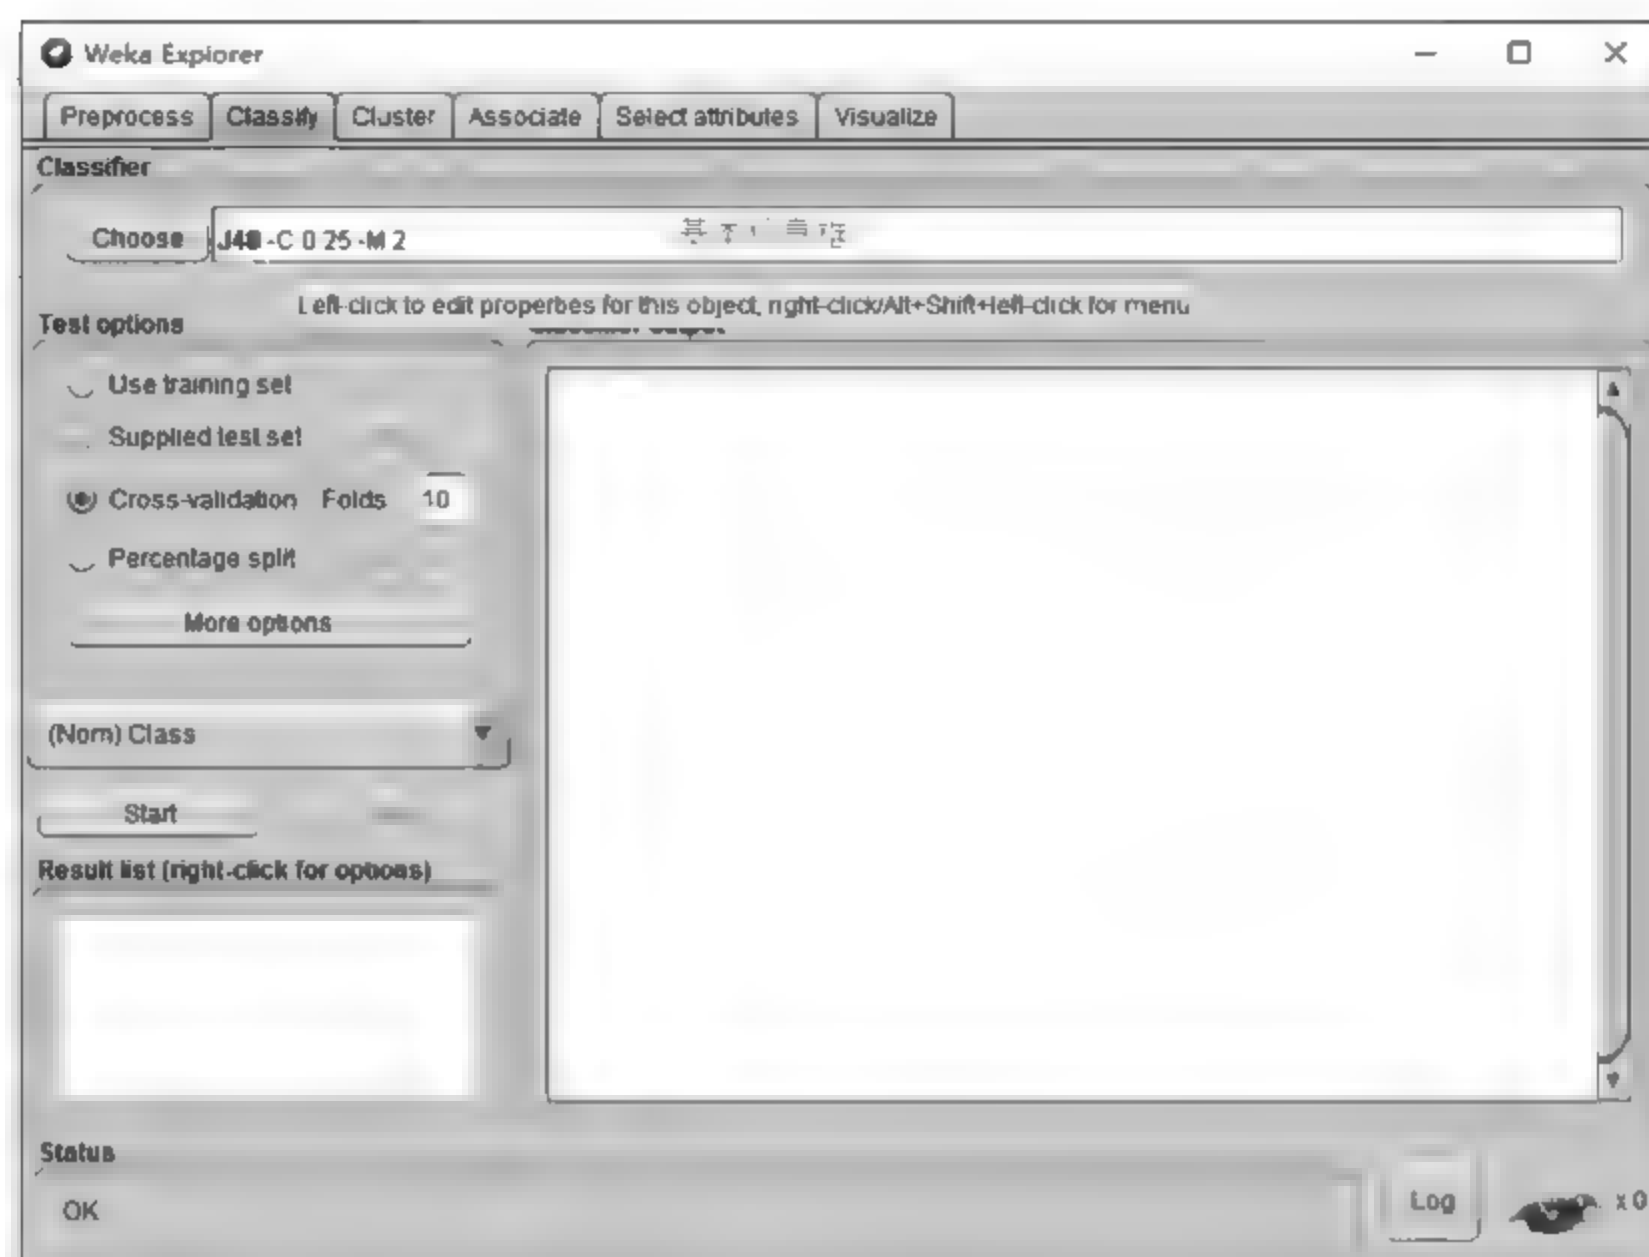 Weka Explorer
Preprocess Classify Cluster Associate Select attributes Visualize
Classifier
Choose J48 -C 0 25 -M 2
Left-click to edit properties for this object, right-click/Alt+Shift+left-click for menu
Test options
Use training set
Supplied test set
Cross-validation Folds 10
Percentage split
More options
(Nom) Class
Start
Result list (right-click for options)
Status
OK
Log x 0